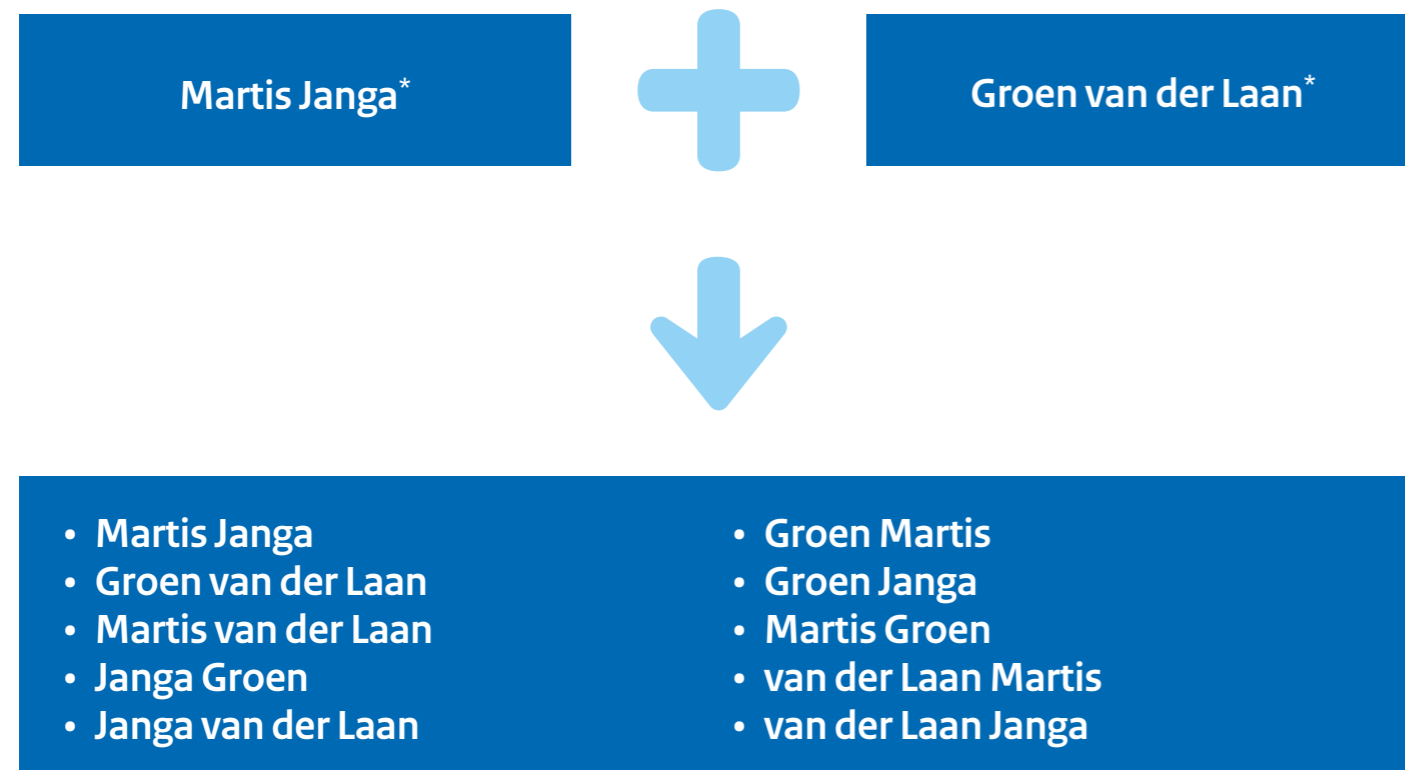 Martis Janga*
Groen van der Laan*
• Martis Janga
• Groen van der Laan
• Martis van der Laan
• Janga Groen
• Janga van der Laan
• Groen Martis
• Groen Janga
• Martis Groen
• van der Laan Martis
• van der Laan Janga